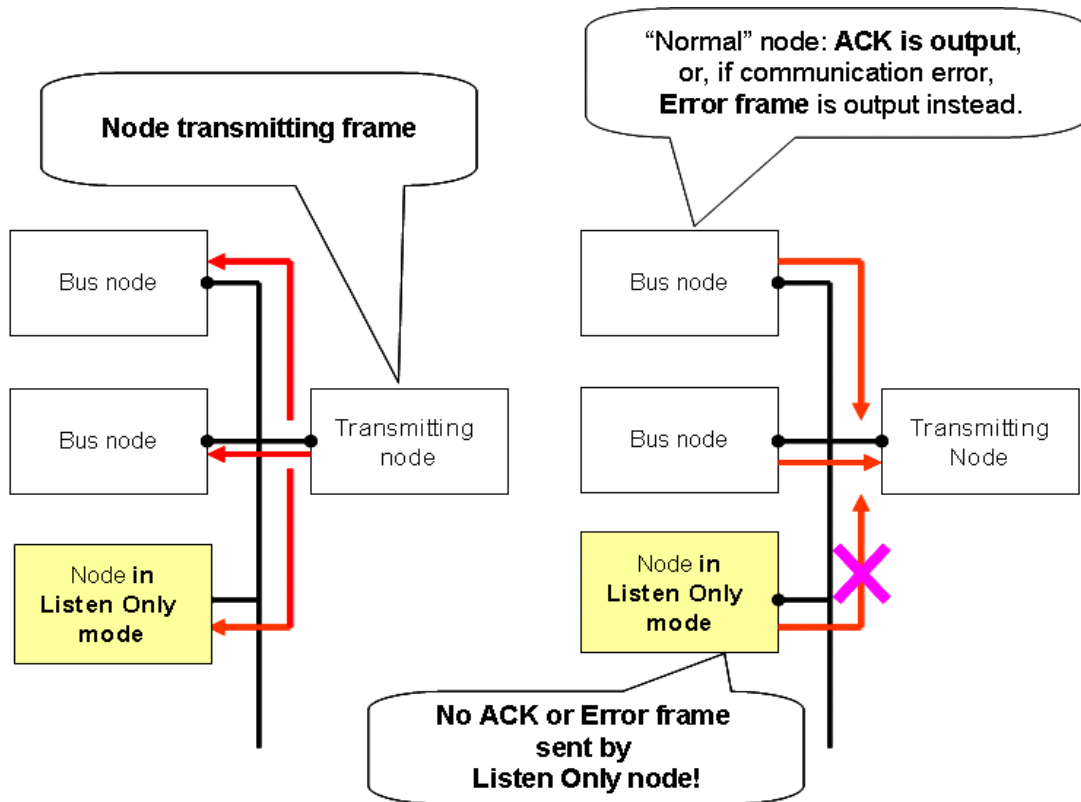 Node transmitting frame
Bus node
Bus node
Transmitting
node
Node in
Listen Only
mode
“Normal” node: ACK is output,
or, if communication error,
Error frame is output instead.
Bus node
Bus node
Transmitting
Node
Node in
Listen Only
mode
No ACK or Error frame
sent by
Listen Only node!